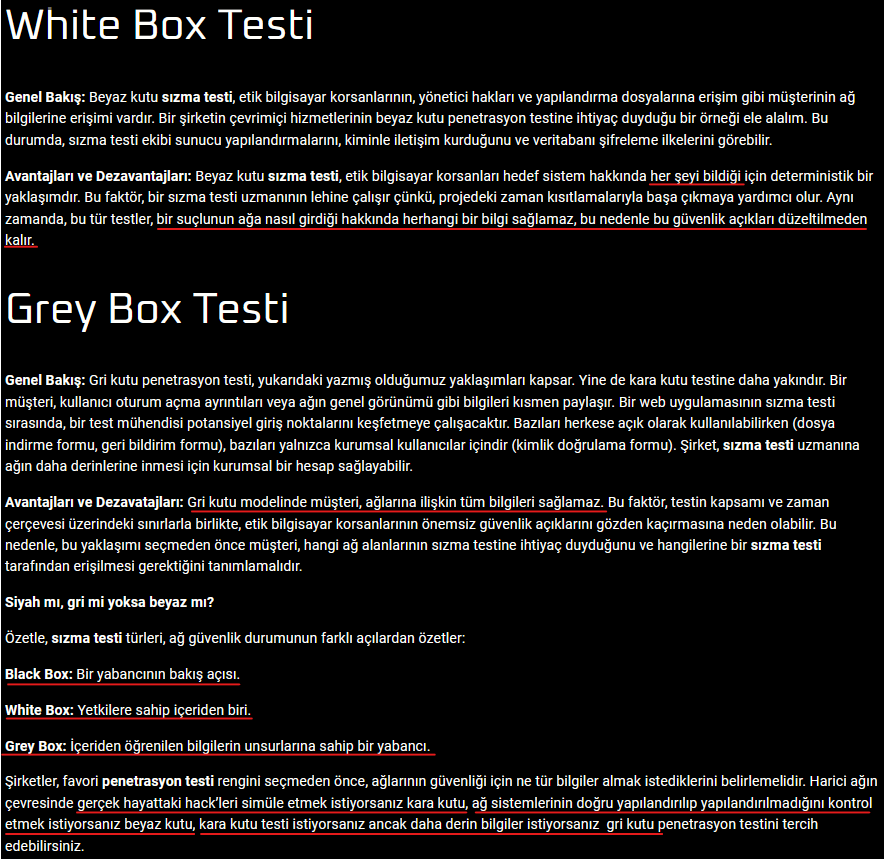 White Box Testi
Genel Bakış: Beyaz kutu sızma testi, etik bilgisayar korsanlarının, yönetici hakları ve yapılandırma dosyalarına erişim gibi müşterinin ağ
bilgilerine erişimi vardır. Bir şirketin çevrimiçi hizmetlerinin beyaz kutu penetrasyon testine ihtiyaç duyduğu bir örneği ele alalım. Bu
durumda, sızma testi ekibi sunucu yapılandırmalarını, kiminle iletişim kurduğunu ve veritabanı şifreleme ilkelerini görebilir.
Avantajları ve Dezavantajları: Beyaz kutu sızma testi, etik bilgisayar korsanları hedef sistem hakkında her şeyi bildiği için deterministik bir
yaklaşımdır. Bu faktör, bir sızma testi uzmanının lehine çalışır çünkü, projedeki zaman kısıtlamalarıyla başa çıkmaya yardımcı olur. Aynı
zamanda, bu tür testler, bir suçlunun ağa nasıl girdiği hakkında herhangi bir bilgi sağlamaz, bu nedenle bu güvenlik açıkları düzeltilmeden
kalır.
Grey Box Testi
Genel Bakış: Gri kutu penetrasyon testi, yukarıdaki yazmış olduğumuz yaklaşımları kapsar. Yine de kara kutu testine daha yakındır. Bir
müşteri, kullanıcı oturum açma ayrıntıları veya ağın genel görünümü gibi bilgileri kısmen paylaşır. Bir web uygulamasının sızma testi
sırasında, bir test mühendisi potansiyel giriş noktalarını keşfetmeye çalışacaktır. Bazıları herkese açık olarak kullanılabilirken (dosya
indirme formu, geri bildirim formu), bazıları yalnızca kurumsal kullanıcılar içindir (kimlik doğrulama formu). Şirket, sızma testi uzmanına
ağın daha derinlerine inmesi için kurumsal bir hesap sağlayabilir.
Avantajları ve Dezavatajları: Gri kutu modelinde müşteri, ağlarına ilişkin tüm bilgileri sağlamaz. Bu faktör, testin kapsamı ve zaman
çerçevesi üzerindeki sınırlarla birlikte, etik bilgisayar korsanlarının önemsiz güvenlik açıklarını gözden kaçırmasına neden olabilir. Bu
nedenle, bu yaklaşımı seçmeden önce müşteri, hangi ağ alanlarının sızma testine ihtiyaç duyduğunu ve hangilerine bir sızma testi
tarafından erişilmesi gerektiğini tanımlamalıdır.
Siyah mı, gri mi yoksa beyaz mı?
Özetle, sızma testi türleri, ağ güvenlik durumunun farklı açılardan özetler:
Black Box: Bir yabancının bakış açısı.
White Box: Yetkilere sahip içeriden biri.
Grey Box: İçeriden öğrenilen bilgilerin unsurlarına sahip bir yabancı.
Şirketler, favori penetrasyon testi rengini seçmeden önce, ağlarının güvenliği için ne tür bilgiler almak istediklerini belirlemelidir. Harici ağın
çevresinde gerçek hayattaki hack’leri simüle etmek istiyorsanız kara kutu, ağ sistemlerinin doğru yapılandırılıp yapılandırılmadığını kontrol
etmek istiyorsanız beyaz kutu, kara kutu testi istiyorsanız ancak daha derin bilgiler istiyorsanız gri kutu penetrasyon testini tercih
edebilirsiniz.